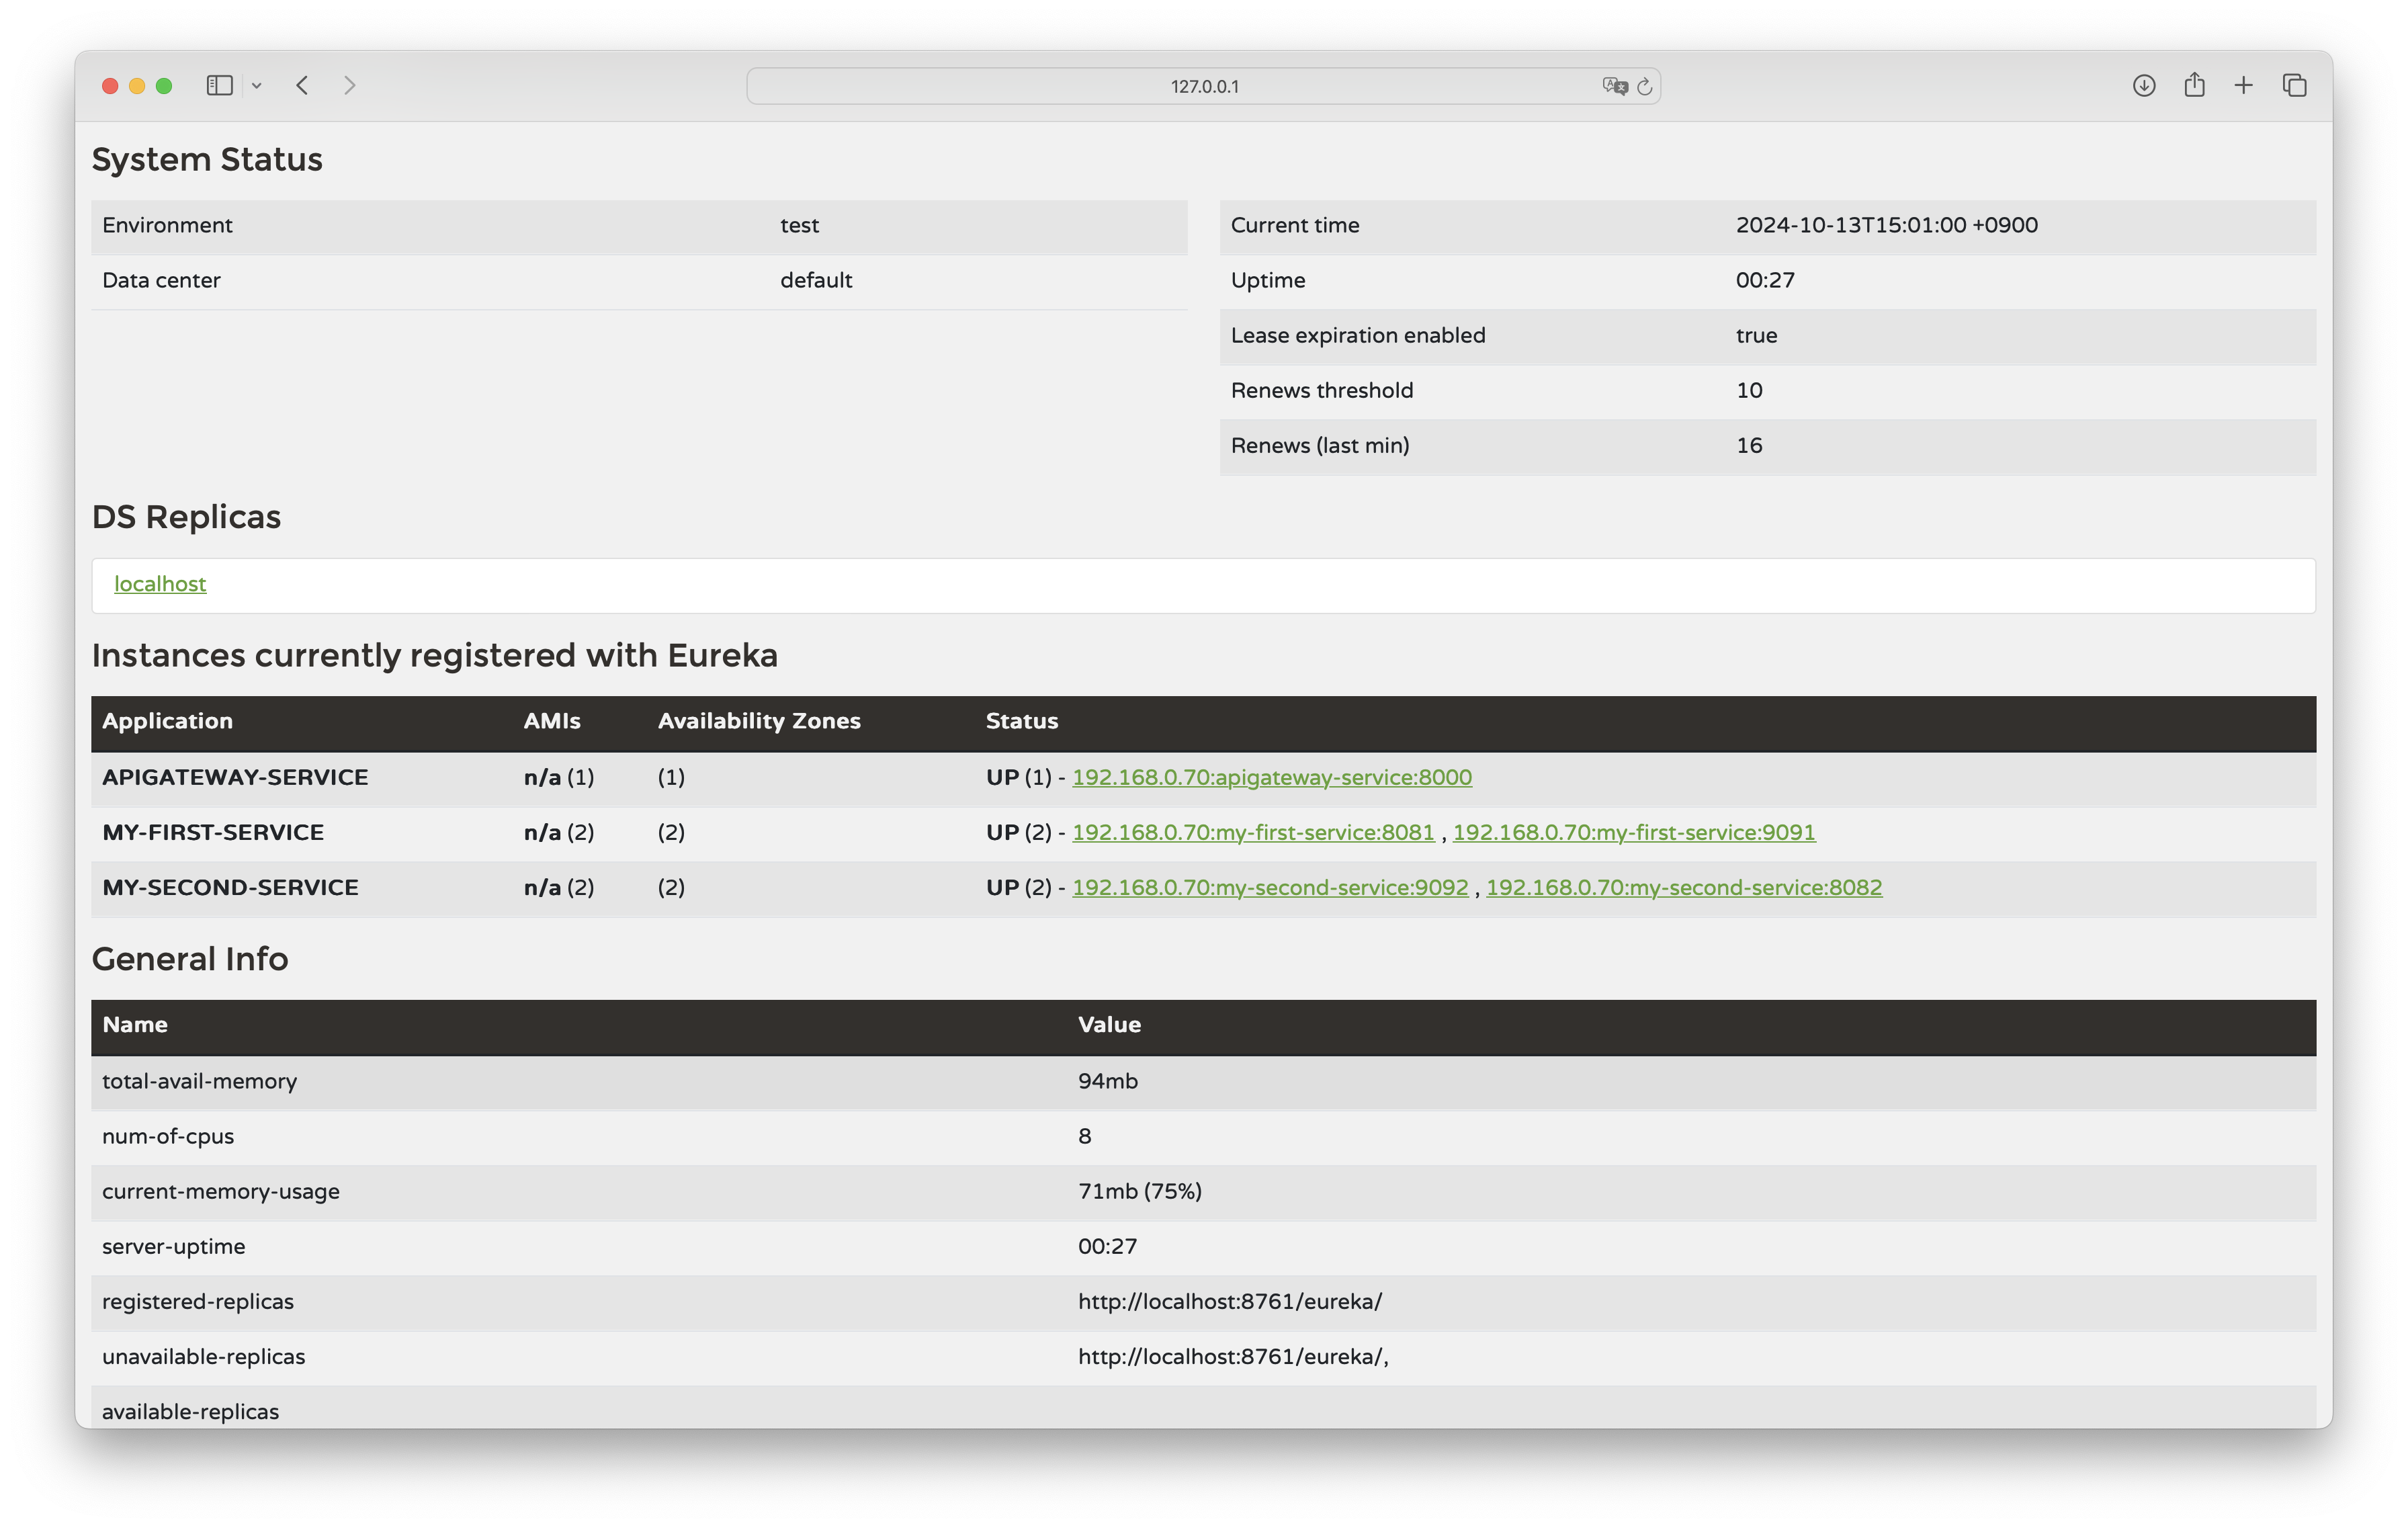 127.0.0.1
System Status
Environment test
Data center default
Current time 2024-10-13T15:01:00 +0900
Uptime 00:27
Lease expiration enabled true
Renews threshold 10
Renews (last min) 16
DS Replicas
localhost
Instances currently registered with Eureka
Application AMIs Availability Zones Status
APIGATEWAY-SERVICE n/a (1) (1) UP (1) - 192.168.0.70:apigateway-service:8000
MY-FIRST-SERVICE n/a (2) (2) UP (2) - 192.168.0.70:my-first-service:8081 , 192.168.0.70:my-first-service:9091
MY-SECOND-SERVICE n/a (2) (2) UP (2) - 192.168.0.70:my-second-service:9092 , 192.168.0.70:my-second-service:8082
General Info
Name Value
total-avail-memory 94mb
num-of-cpus 8
current-memory-usage 71mb (75%)
server-uptime 00:27
registered-replicas http://localhost:8761/eureka/
unavailable-replicas http://localhost:8761/eureka/,
available-replicas